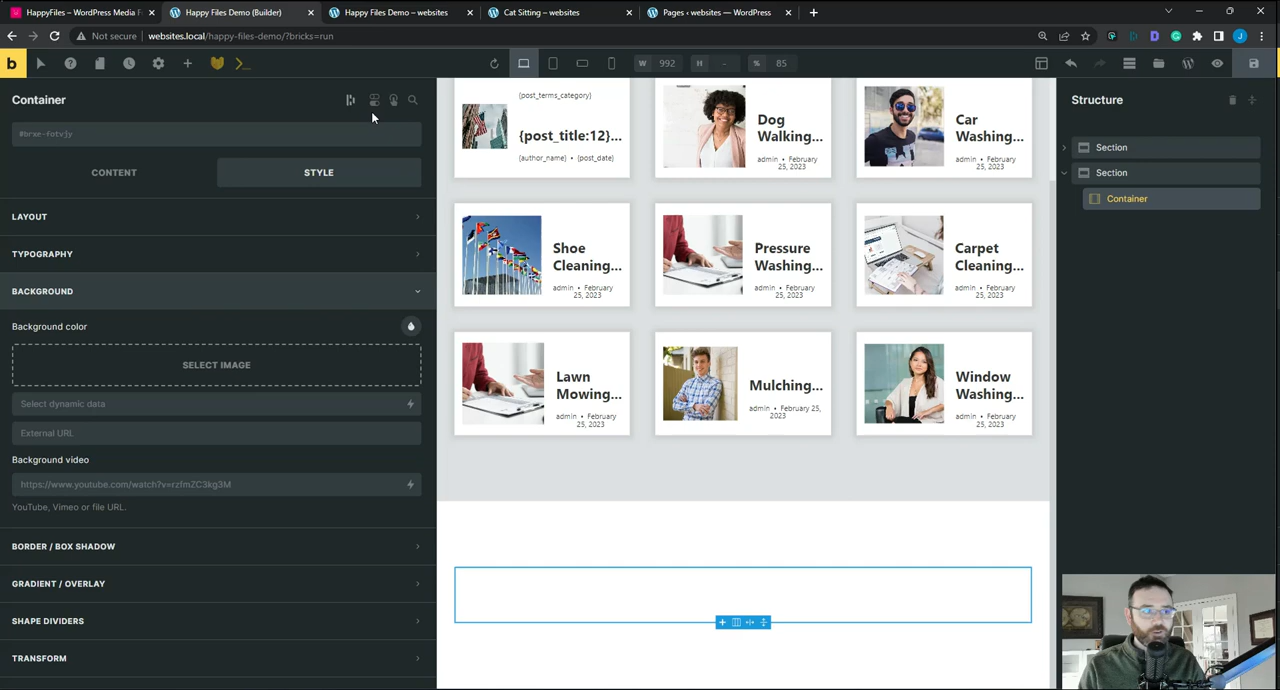 HappyFiles – WordPress Media F
Happy Files Demo (Builder)
Happy Files Demo – websites
Cat Sitting – websites
Pages ‹ websites — WordPress
Not secure
websites.local/happy-files-demo/?bricks=run
b
W 992
H -
% 85
Container
#brxe-fotvjy
CONTENT
STYLE
LAYOUT
TYPOGRAPHY
BACKGROUND
Background color
SELECT IMAGE
Select dynamic data
External URL
Background video
https://www.youtube.com/watch?v=rzfmZC3kg3M
YouTube, Vimeo or file URL.
BORDER / BOX SHADOW
GRADIENT / OVERLAY
SHAPE DIVIDERS
TRANSFORM
{post_terms_category}
{post_title:12}...
{author_name} • {post_date}
Dog
Walking...
admin • February
25, 2023
Car
Washing...
admin • February
25, 2023
Shoe
Cleaning...
admin • February
25, 2023
Pressure
Washing...
admin • February
25, 2023
Carpet
Cleaning...
admin • February
25, 2023
Lawn
Mowing...
admin • February
25, 2023
Mulching...
admin • February 25,
2023
Window
Washing...
admin • February
25, 2023
Structure
Section
Section
Container